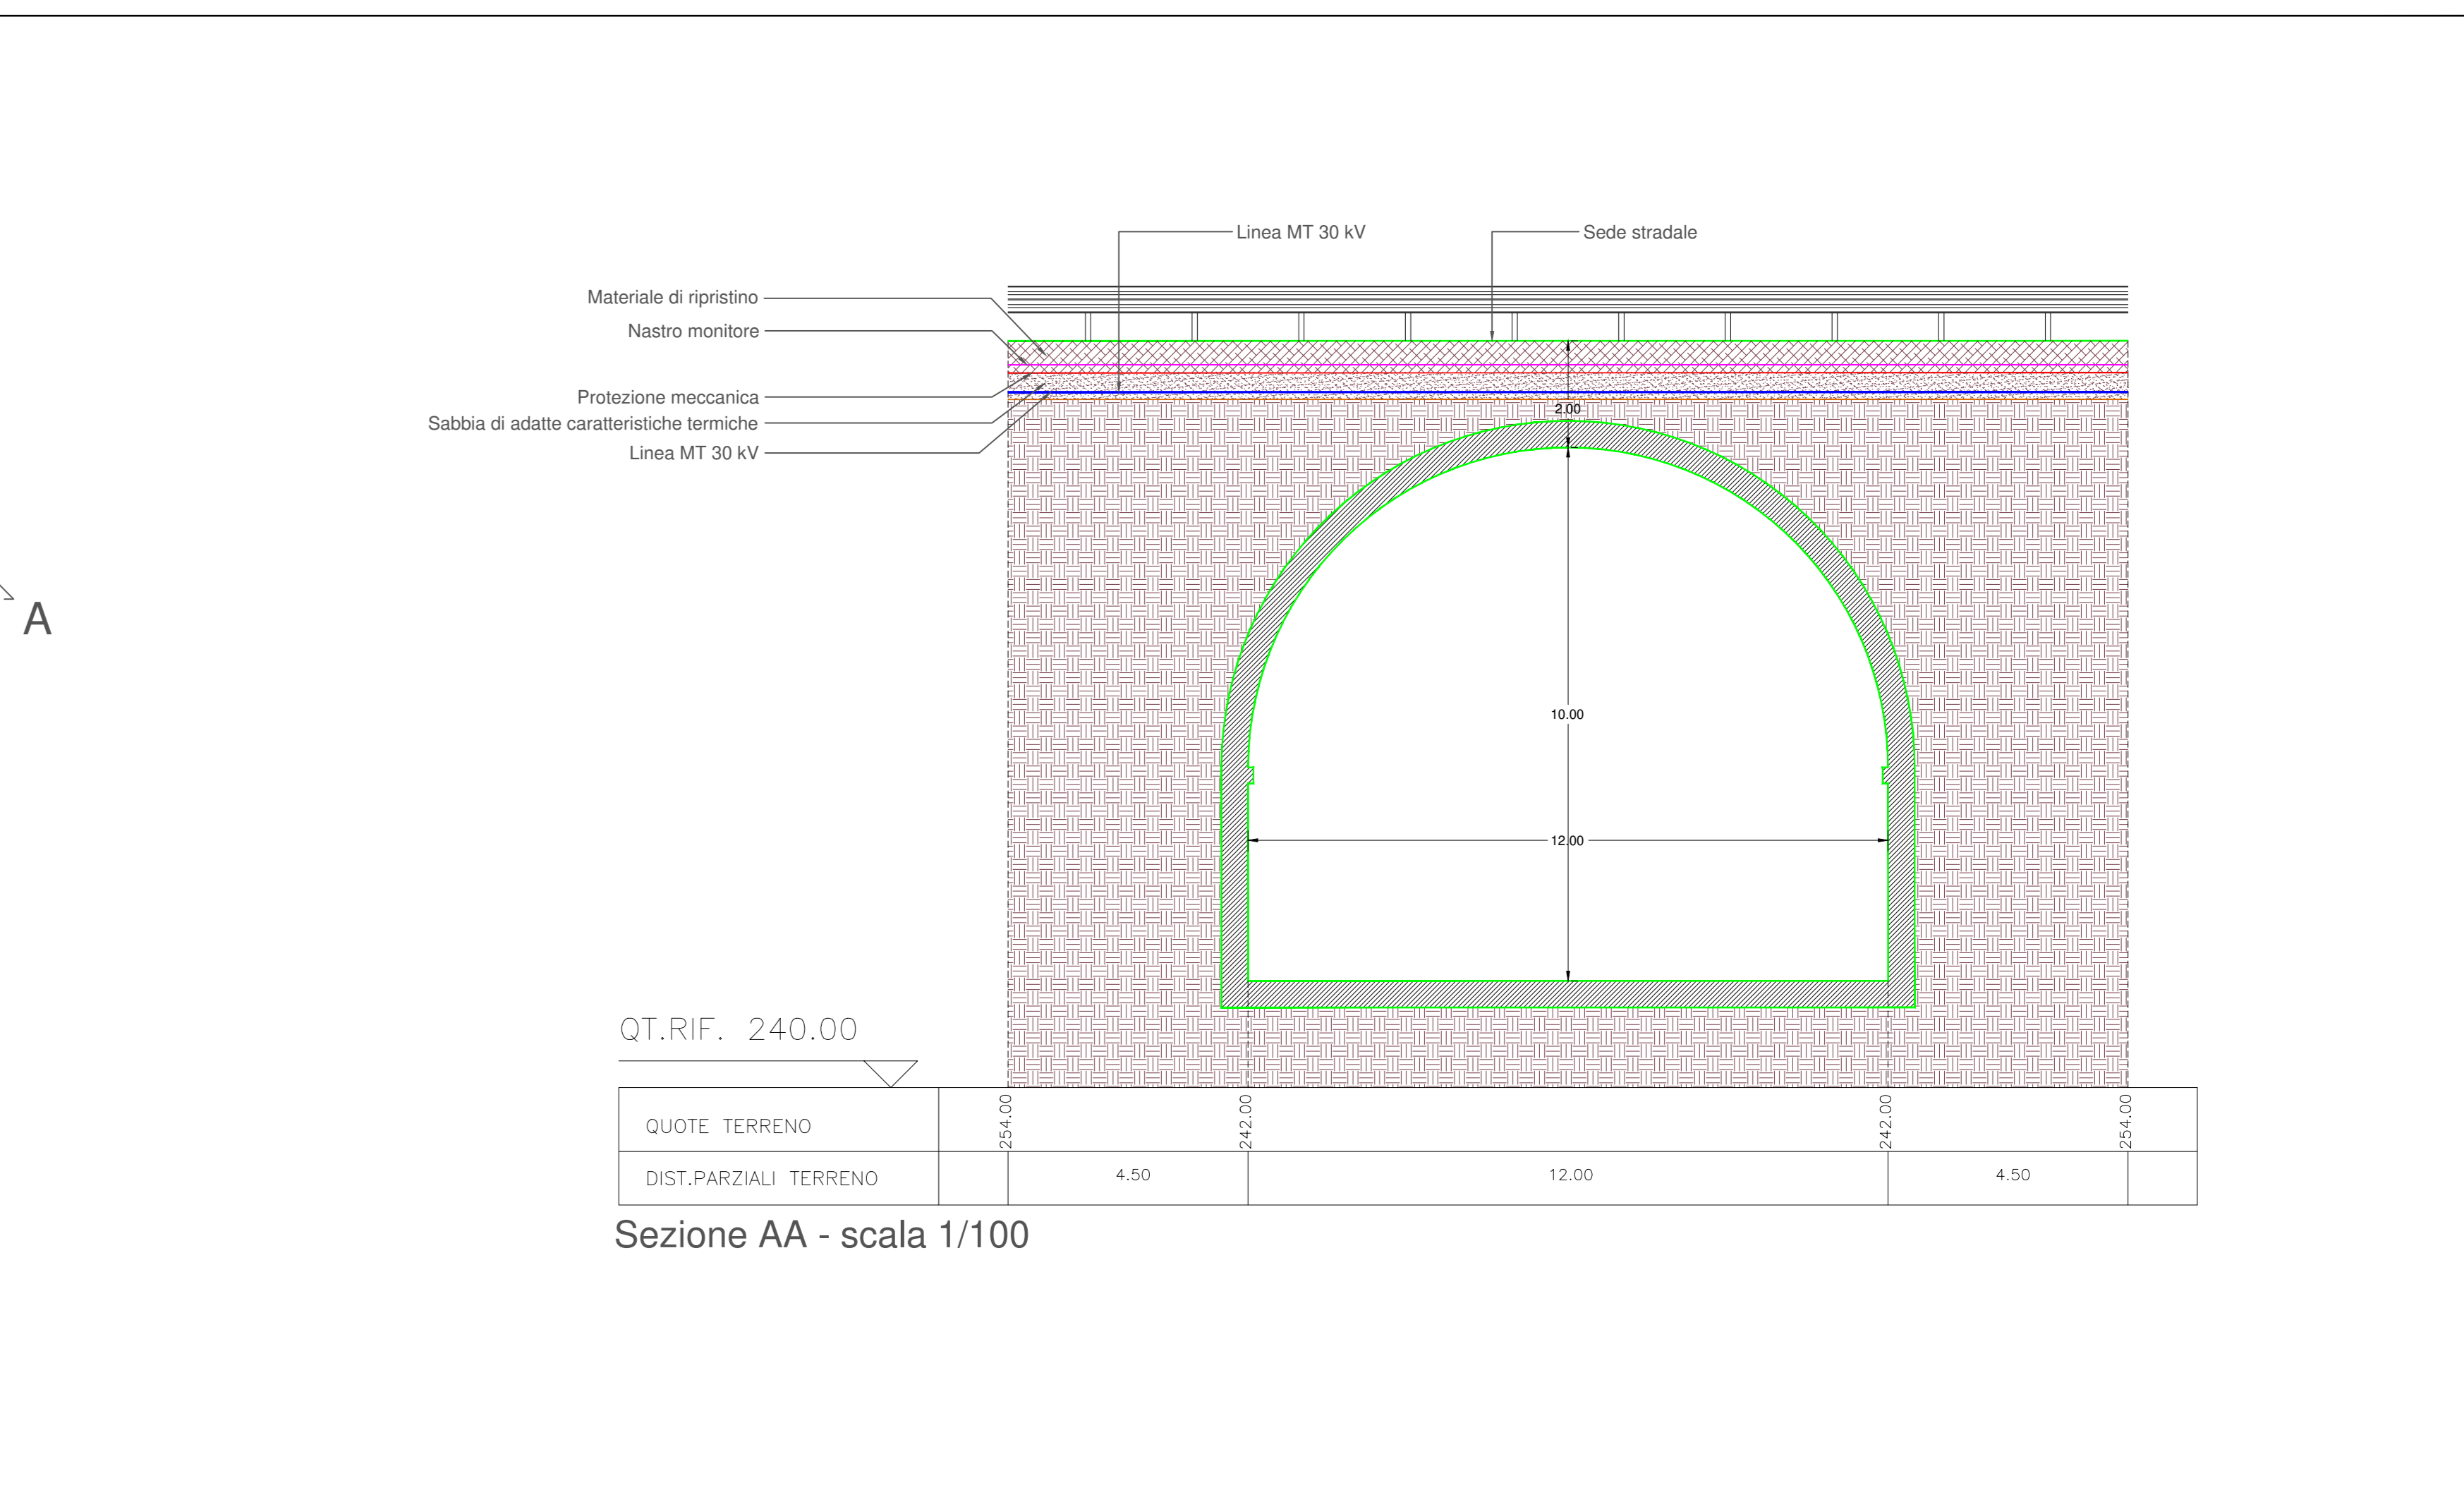 Linea MT 30 kV
Sede stradale
Materiale di ripristino
Nastro monitore
Protezione meccanica
Sabbia di adatte caratteristiche termiche
Linea MT 30 kV
2.00
A
10.00
12.00
QT.RIF. 240.00
QUOTE TERRENO
254.00
242.00
242.00
254.00
DIST.PARZIALI TERRENO
4.50
12.00
4.50
Sezione AA - scala 1/100